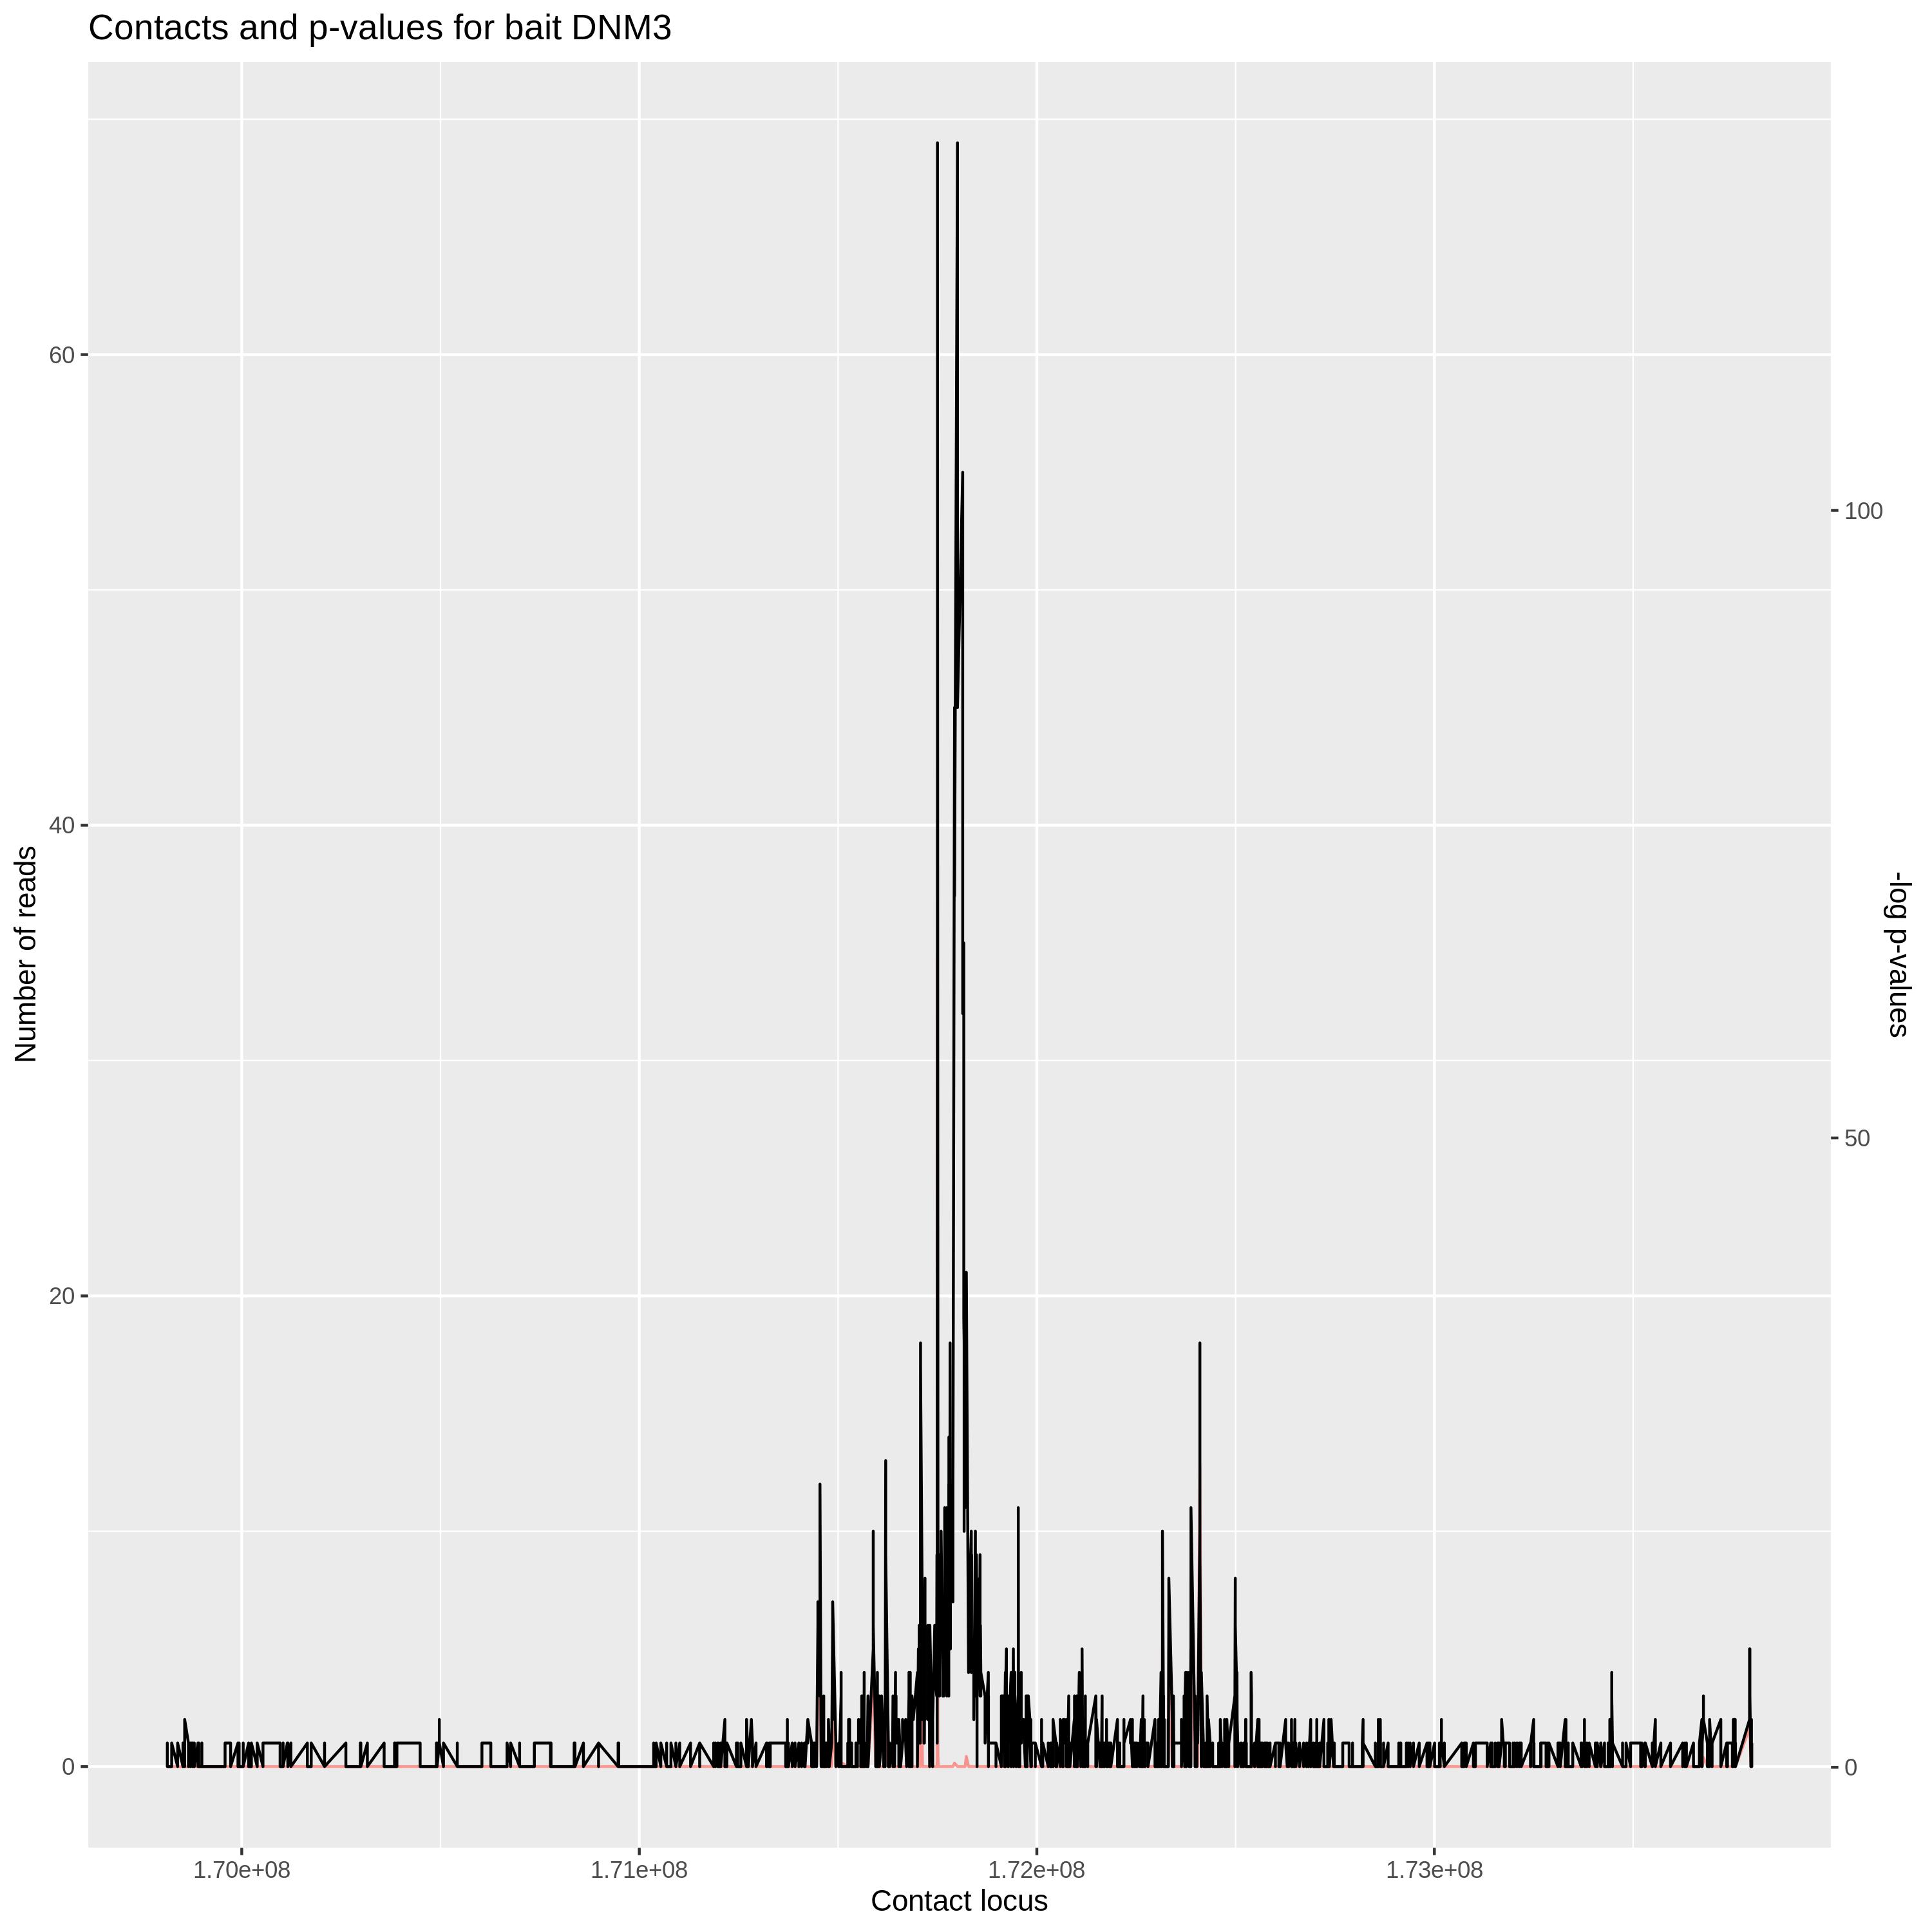 Contacts and p-values for bait DNM3
60
40
20
0
Number of reads
100
50
0
-log p-values
1.70e+08
1.71e+08
1.72e+08
1.73e+08
Contact locus